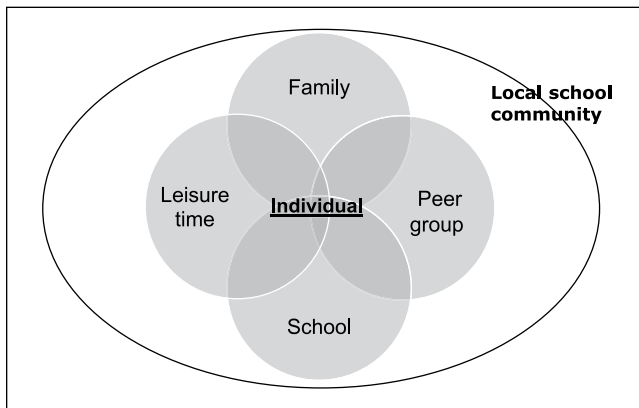 Family
Local school
community
Leisure
time
Individual
Peer
group
School